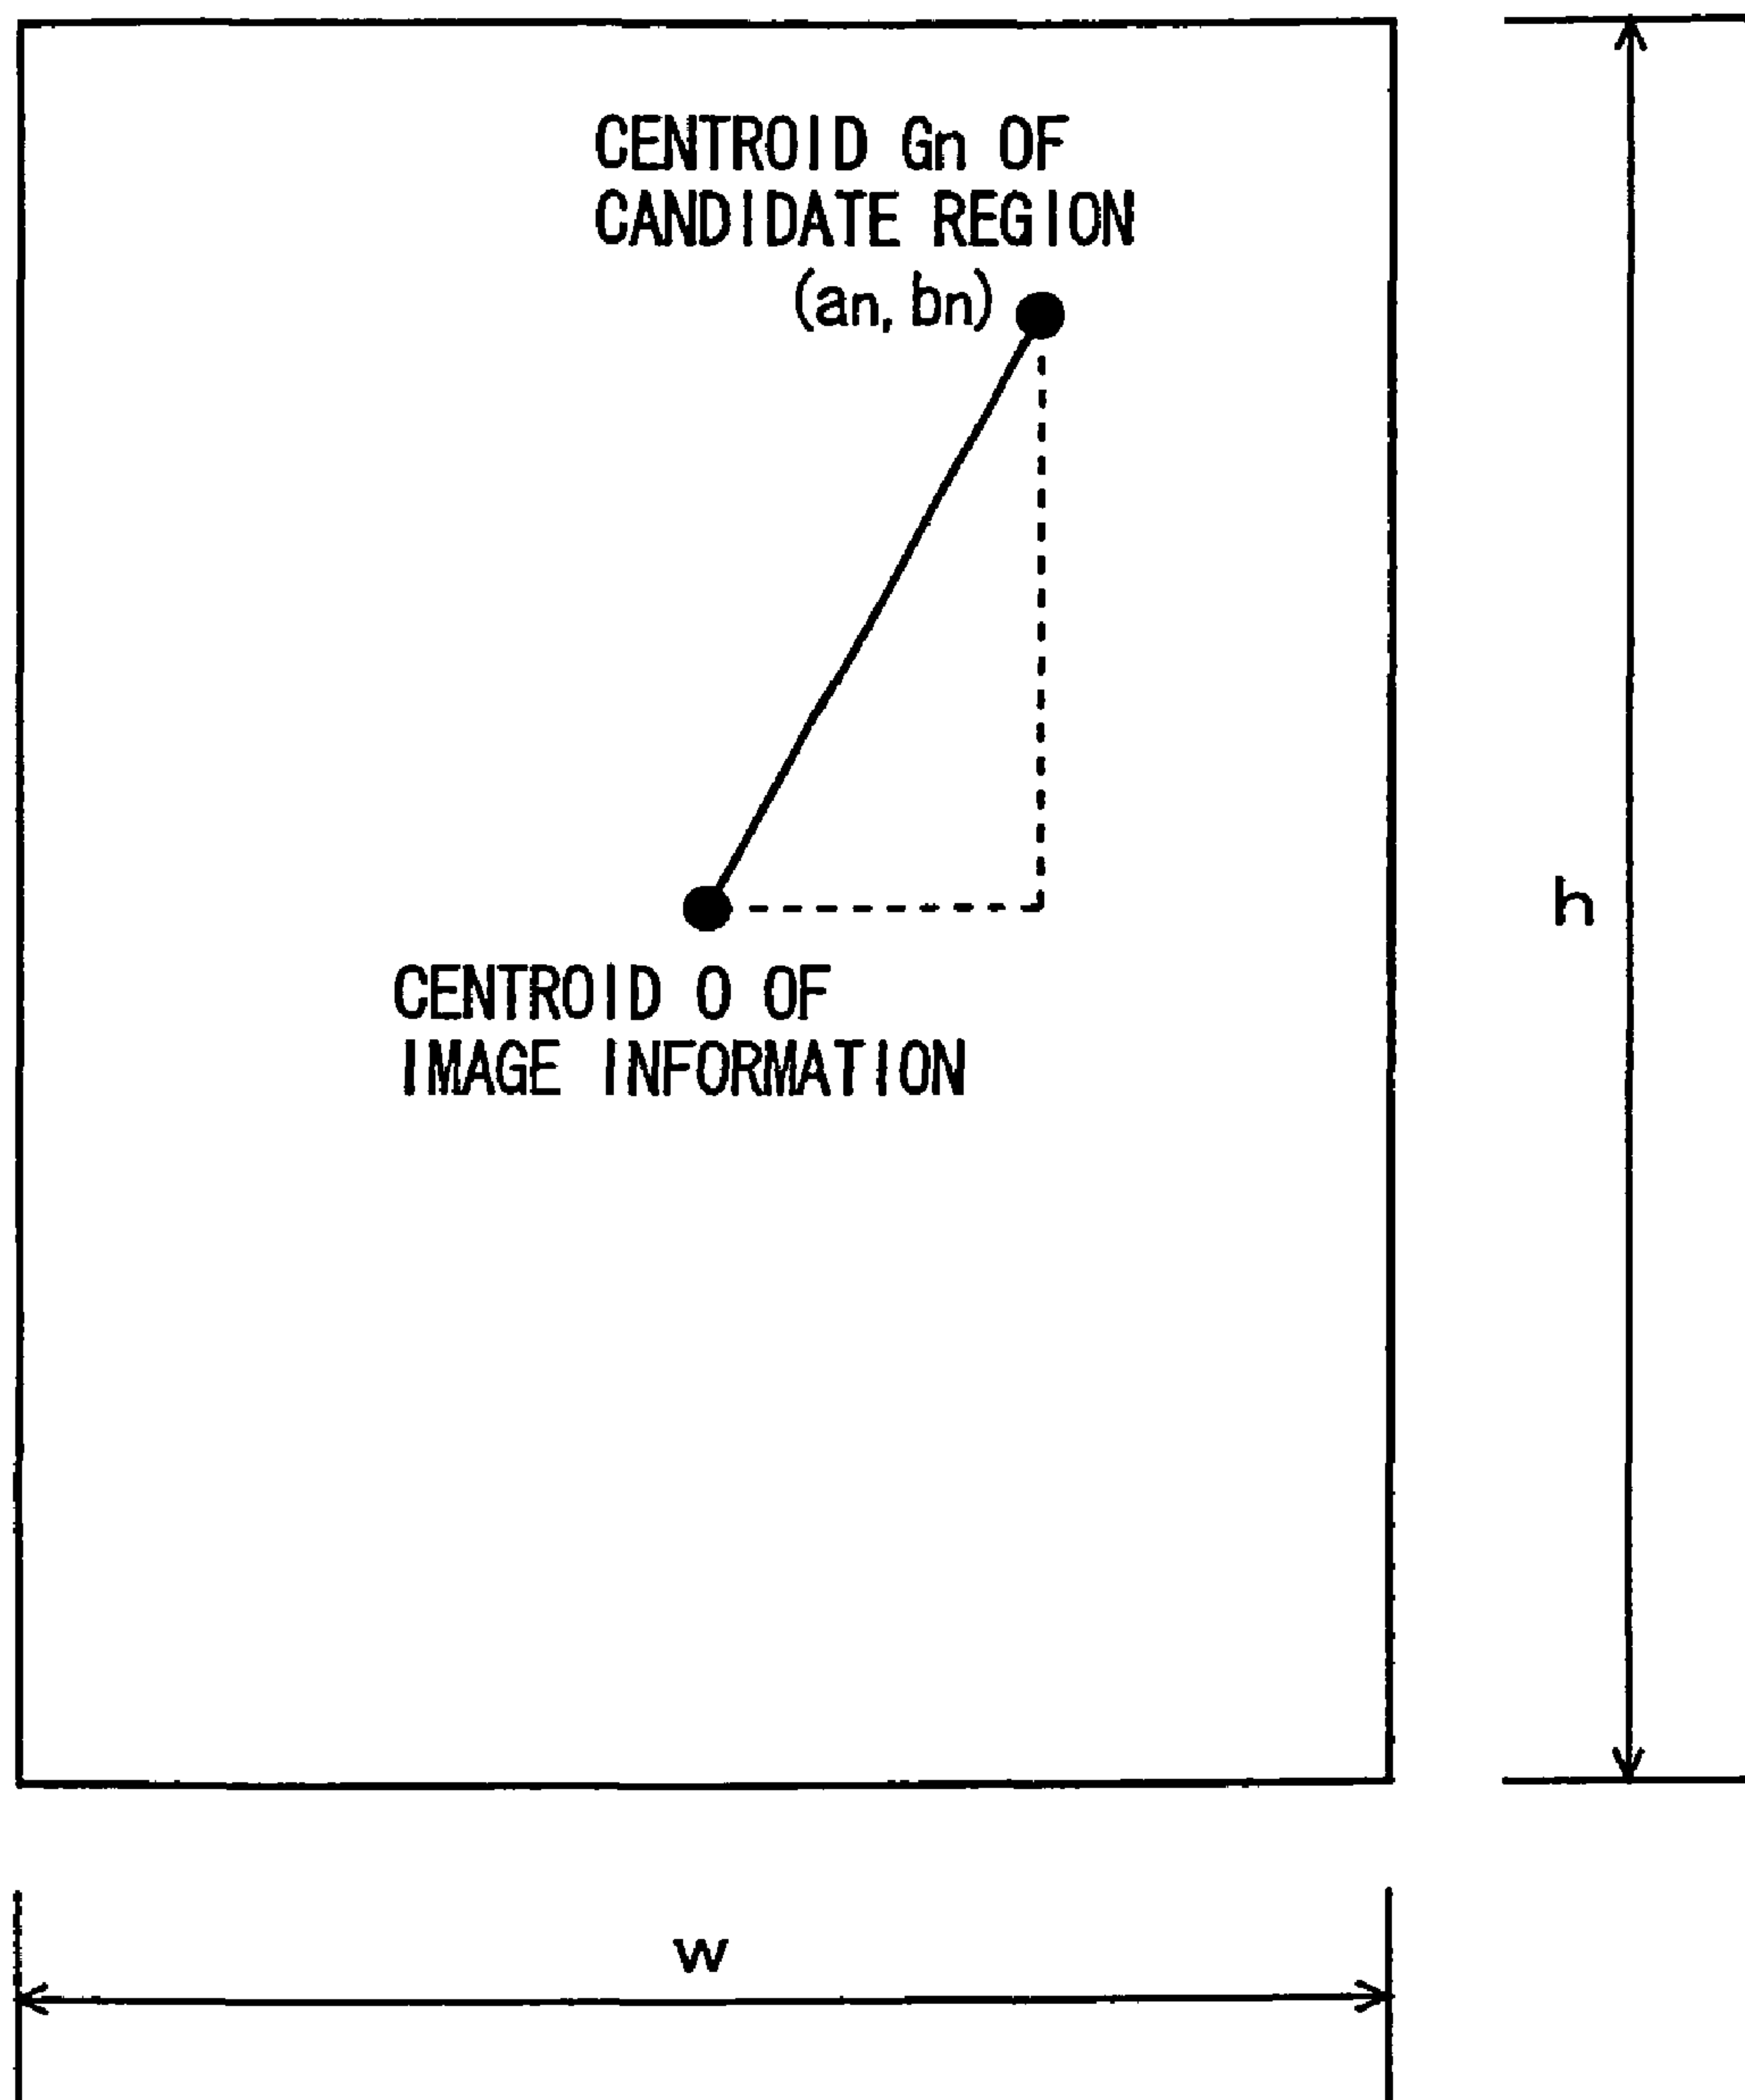 CENTROID Gn OF
CANDIDATE REGION
(an, bn)
h
CENTROID O OF
IMAGE INFORMATION
w